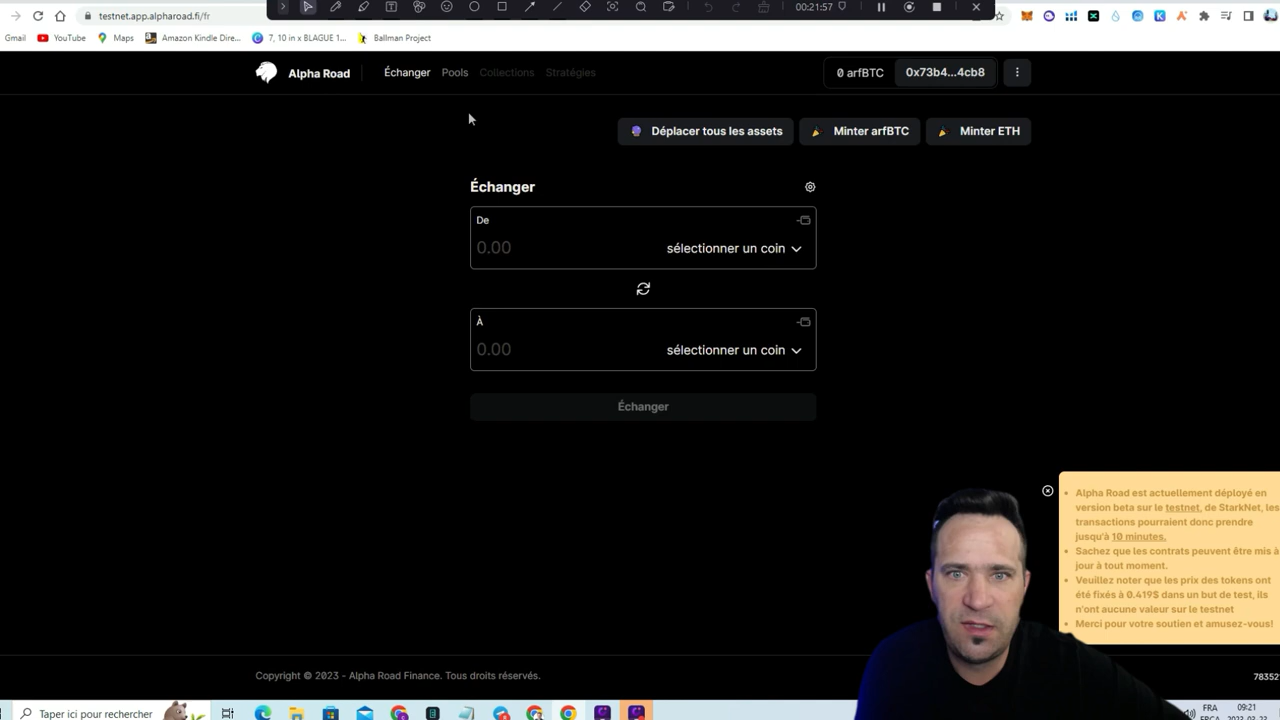 testnet.app.alpharoad.fi/fr
00:21:57
Gmail
YouTube
Maps
Amazon Kindle Dire...
7, 10 in x BLAGUE 1...
Ballman Project
Alpha Road
Échanger
Pools
Collections
Stratégies
0 arfBTC
0x73b4...4cb8
Déplacer tous les assets
Minter arfBTC
Minter ETH
Échanger
De
0.00
sélectionner un coin
À
0.00
sélectionner un coin
Échanger
Alpha Road est actuellement déployé en
version beta sur le testnet, de StarkNet, les
transactions pourraient donc prendre
jusqu'à 10 minutes.
Sachez que les contrats peuvent être mis à
jour à tout moment.
Veuillez noter que les prix des tokens ont
été fixés à 0.419$ dans un but de test, ils
n'ont aucune valeur sur le testnet
Merci pour votre soutien et amusez-vous!
Copyright © 2023 - Alpha Road Finance. Tous droits réservés.
78352
Taper ici pour rechercher
FRA
09:21